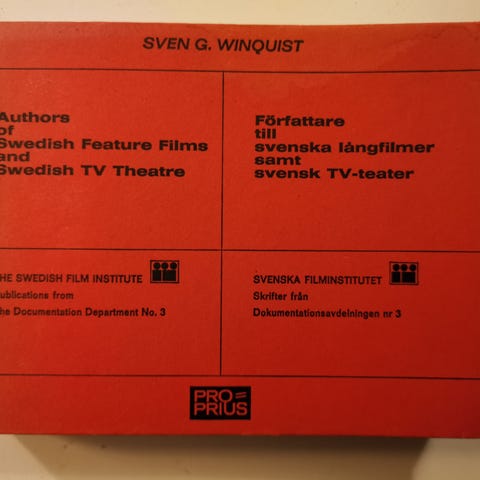 SVEN G. WINQUIST
Authors
of
Swedish Feature Films
and
Swedish TV Theatre
Författare
till
svenska långfilmer
samt
svensk TV-teater
HE SWEDISH FILM INSTITUTE
ublications from
he Documentation Department No. 3
SVENSKA FILMINSTITUTET
Skrifter från
Dokumentationsavdelningen nr 3
PRO=
PRIUS